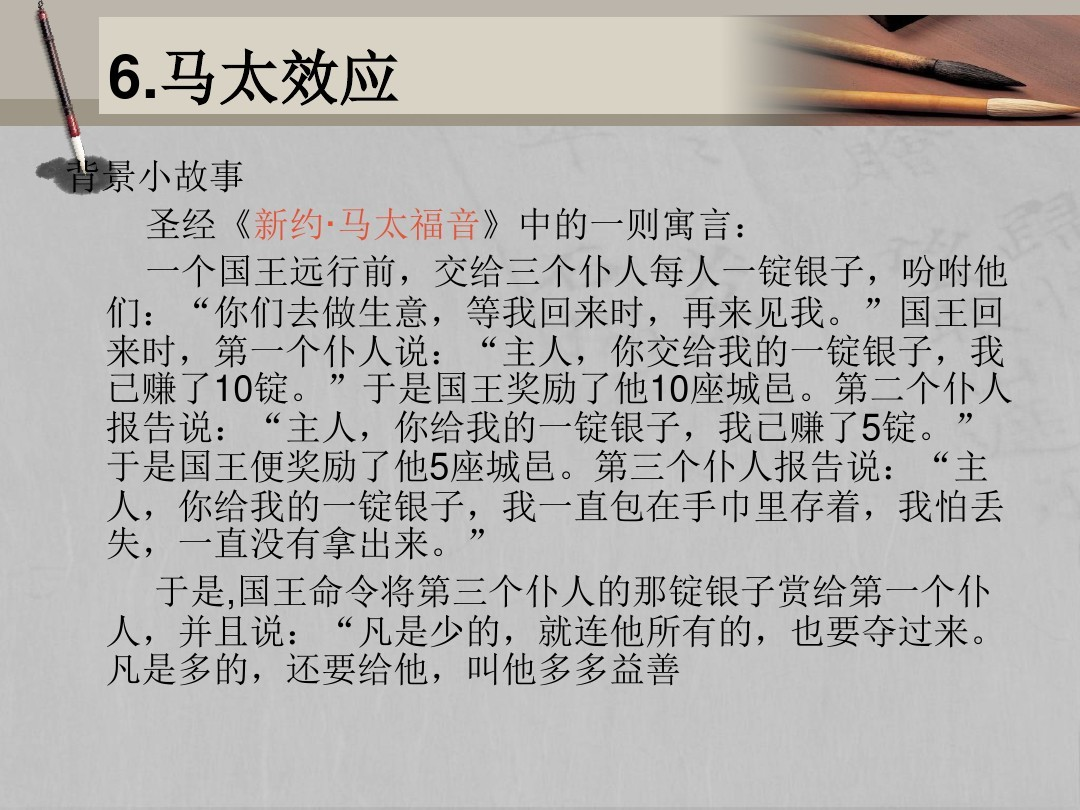 6.马太效应
背景小故事
圣经《新约·马太福音》中的一则寓言：
一个国王远行前，交给三个仆人每人一锭银子，吩咐他
们：“你们去做生意，等我回来时，再来见我。”国王回
来时，第一个仆人说：“主人，你交给我的一锭银子，我
已赚了10锭。”于是国王奖励了他10座城邑。第二个仆人
报告说：“主人，你给我的一锭银子，我已赚了5锭。”
于是国王便奖励了他5座城邑。第三个仆人报告说：“主
人，你给我的一锭银子，我一直包在手巾里存着，我怕丢
失，一直没有拿出来。”
于是,国王命令将第三个仆人的那锭银子赏给第一个仆
人，并且说：“凡是少的，就连他所有的，也要夺过来。
凡是多的，还要给他，叫他多多益善